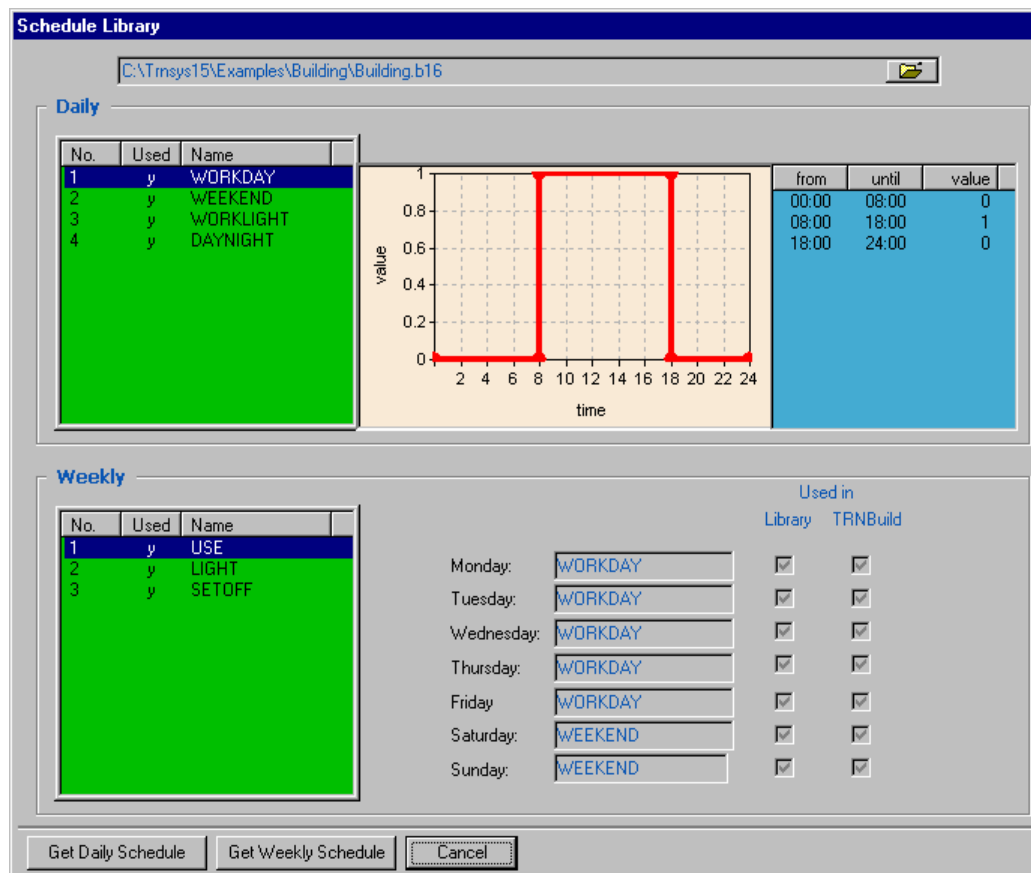 Schedule Library
C:\Trnsys15\Examples\Building\Building.b16
Daily
No. Used Name
1 y WORKDAY
2 y WEEKEND
3 y WORKLIGHT
4 y DAYNIGHT
value
1
0.8
0.6
0.4
0.2
0
2 4 6 8 10 12 14 16 18 20 22 24
time
from until value
00:00 08:00 0
08:00 18:00 1
18:00 24:00 0
Weekly
No. Used Name
1 y USE
2 y LIGHT
3 y SETOFF
Used in
Library TRNBuild
Monday: WORKDAY
Tuesday: WORKDAY
Wednesday: WORKDAY
Thursday: WORKDAY
Friday WORKDAY
Saturday: WEEKEND
Sunday: WEEKEND
Get Daily Schedule Get Weekly Schedule Cancel